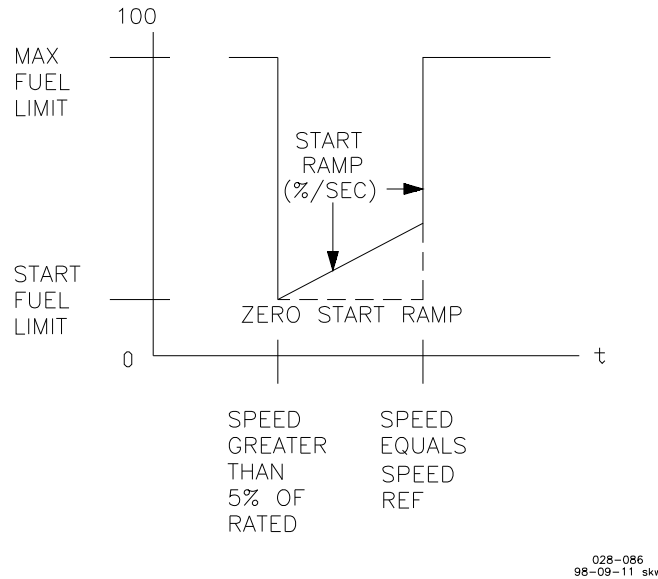 100
MAX
FUEL
LIMIT
START
RAMP
(%/SEC)
START
FUEL
LIMIT
ZERO START RAMP
0
t
SPEED
GREATER
THAN
5% OF
RATED
SPEED
EQUALS
SPEED
REF
028-086
98-09-11 skw